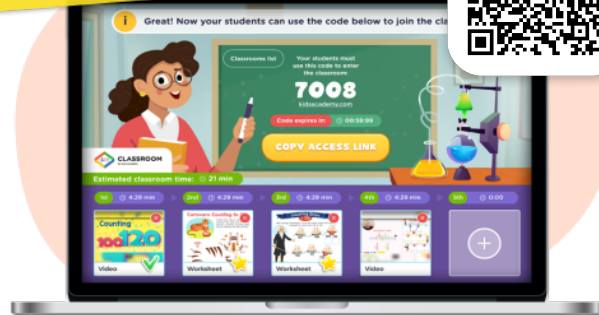 Great! Now your students can use the code below to join the cla
Classrooms list
Your students must
use this code to enter
the classroom
7008
kidsacademy.com
Code expires in: 00:59:99
COPY ACCESS LINK
CLASSROOM
Estimated classroom time: 21 min
1st 4:29 min 2nd 4:29 min 3rd 4:29 min 4th 4:29 min 5th 0:00
Counting
100 120
Video
Worksheet
Worksheet
Video